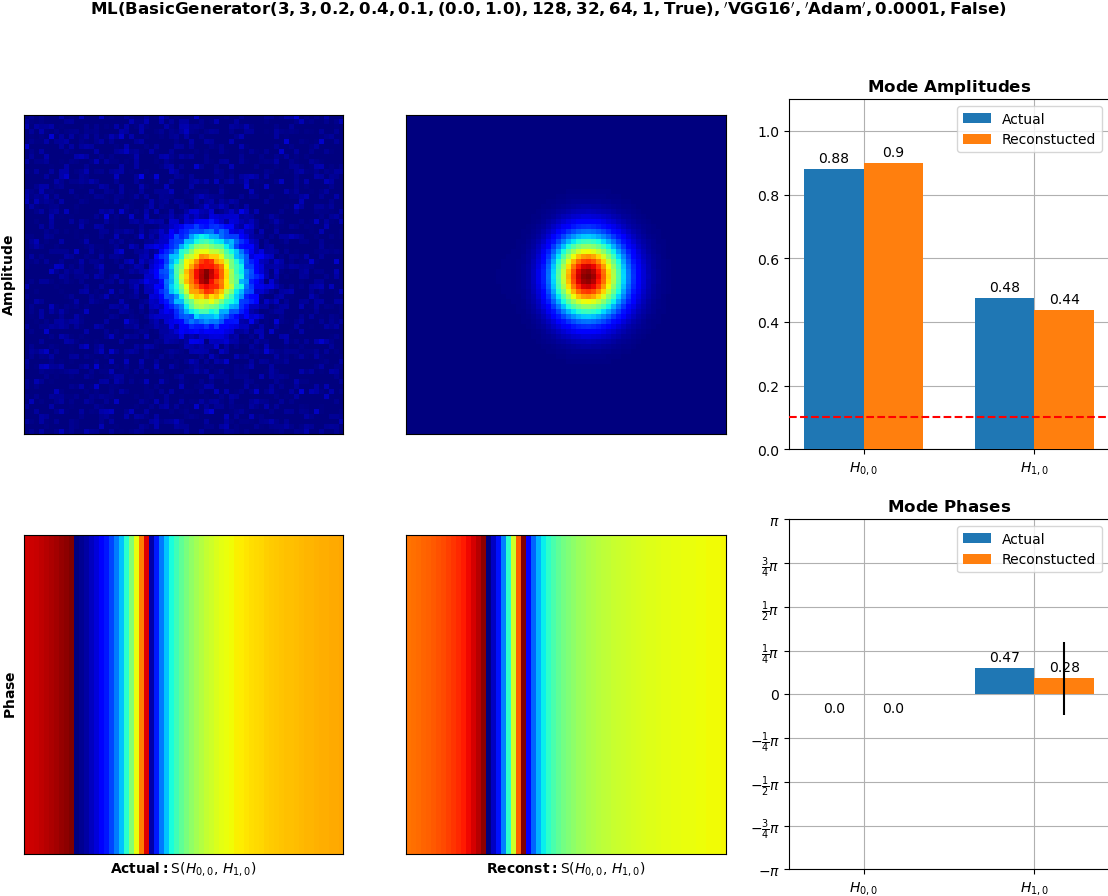 ML(BasicGenerator(3, 3, 0.2, 0.4, 0.1, (0.0, 1.0), 128, 32, 64, 1, True), ′VGG16′, ′Adam′, 0.0001, False)
Amplitude
Mode Amplitudes
Actual
Reconstucted
1.0
0.8
0.6
0.4
0.2
0.0
0.88
0.9
0.48
0.44
H0,0
H1,0
Phase
Actual: S(H0,0, H1,0)
Reconst: S(H0,0, H1,0)
Mode Phases
Actual
Reconstucted
π
3/4π
1/2π
1/4π
0
−1/4π
−1/2π
−3/4π
−π
0.0
0.0
0.47
0.28
H0,0
H1,0